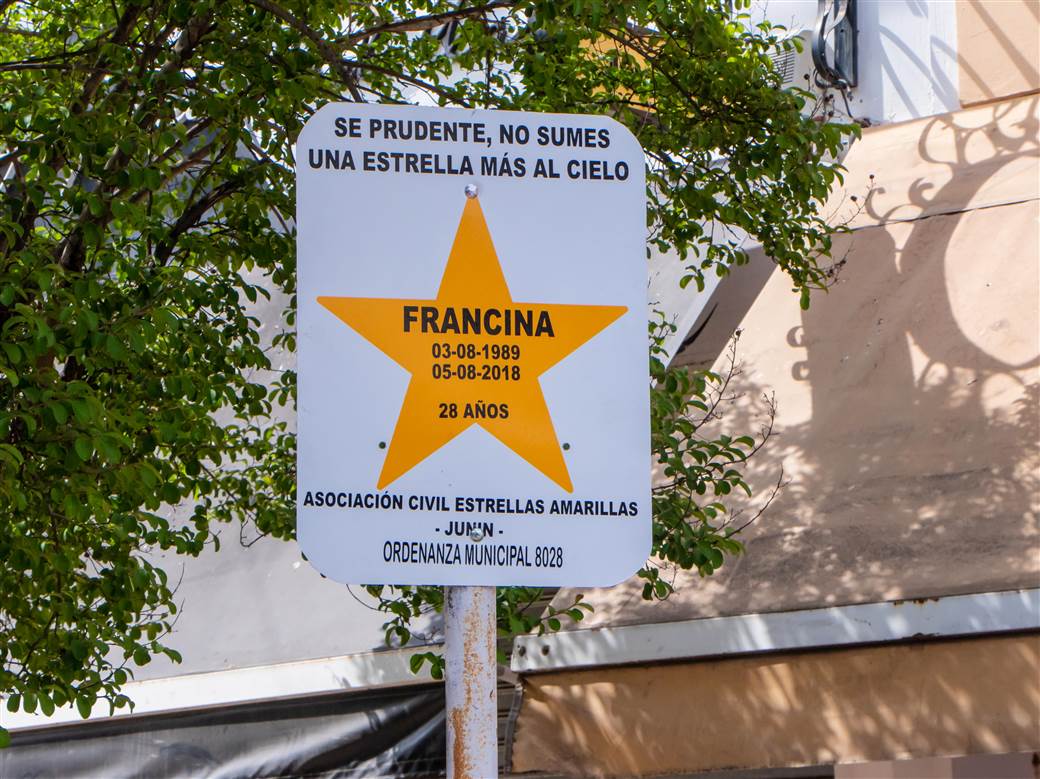 SE PRUDENTE, NO SUMES
UNA ESTRELLA MÁS AL CIELO
FRANCINA
03-08-1989
05-08-2018
28 AÑOS
ASOCIACIÓN CIVIL ESTRELLAS AMARILLAS
- JUNIN -
ORDENANZA MUNICIPAL 8028